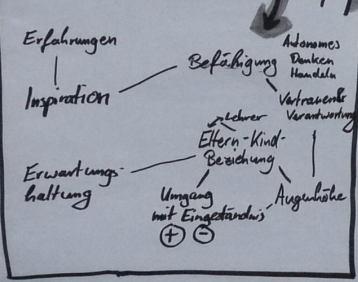 Erfahrungen
Inspiration
Befähigung
Autonomes
Denken
Handeln
Vertrauen &
Verantwortung
Lehrer
Eltern-Kind-
Beziehung
Erwartungs-
haltung
Umgang
mit Eingeständnis
+ -
Augenhöhe